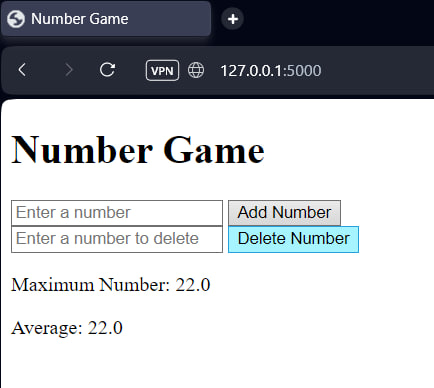 Number Game
+
VPN 127.0.0.1:5000
Number Game
Enter a number Add Number
Enter a number to delete Delete Number
Maximum Number: 22.0
Average: 22.0